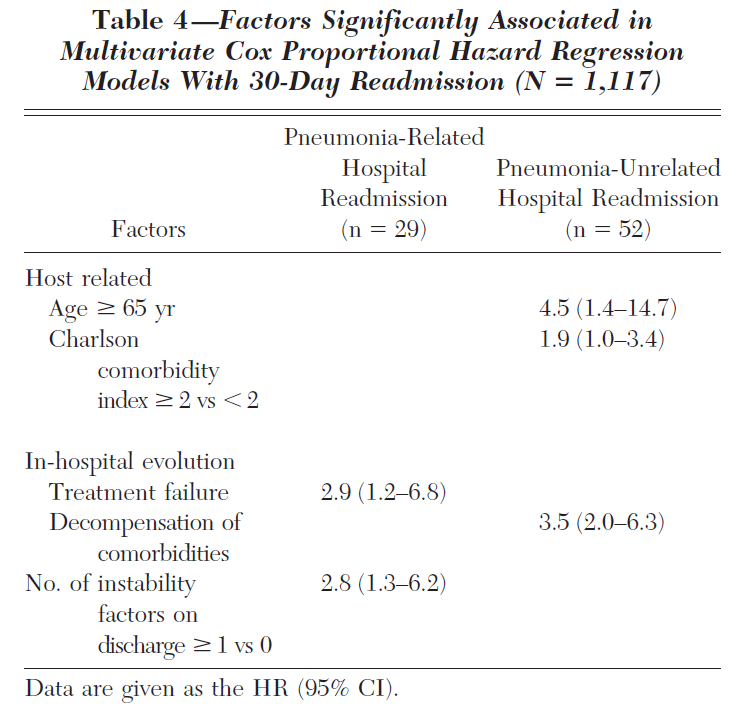 Table 4—Factors Significantly Associated in
Multivariate Cox Proportional Hazard Regression
Models With 30-Day Readmission (N = 1,117)
Pneumonia-Related
Hospital Pneumonia-Unrelated
Readmission Hospital Readmission
Factors (n = 29) (n = 52)
Host related
Age ≥ 65 yr 4.5 (1.4–14.7)
Charlson 1.9 (1.0–3.4)
comorbidity
index ≥ 2 vs < 2
In-hospital evolution
Treatment failure 2.9 (1.2–6.8)
Decompensation of 3.5 (2.0–6.3)
comorbidities
No. of instability 2.8 (1.3–6.2)
factors on
discharge ≥ 1 vs 0
Data are given as the HR (95% CI).